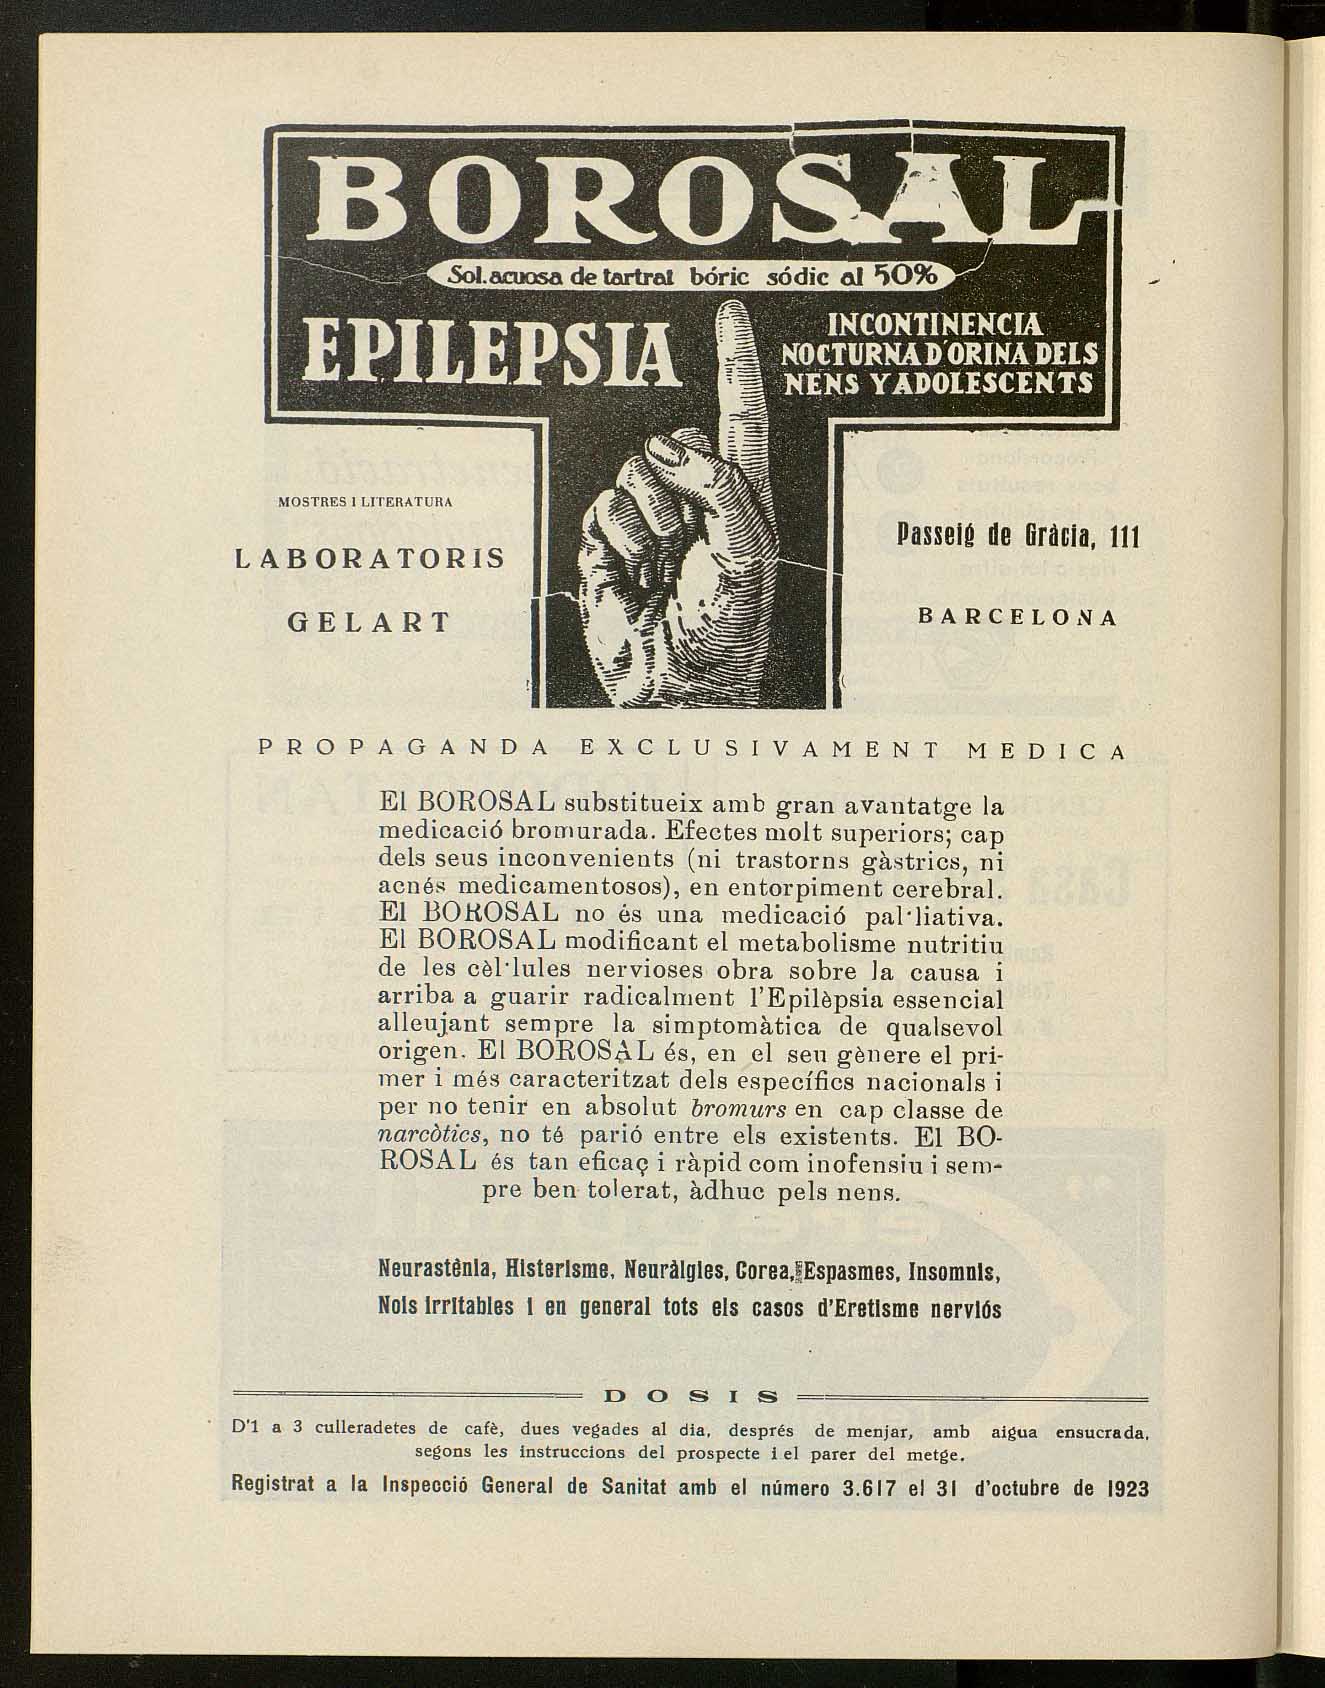 BOROSAL
Sol. acuosa de tartrat bóric sódic al 50%
EPILEPSIA
INCONTINENCIA
NOCTURNA D'ORINA DELS
NENS Y ADOLESCENTS
MOSTRES I LITERATURA
LABORATORIS
GELART
Passeig de Gràcia, 111
BARCELONA
PROPAGANDA EXCLUSIVAMENT MEDICA
El BOROSAL substitueix amb gran avantatge la
medicació bromurada. Efectes molt superiors; cap
dels seus inconvenients (ni trastorns gàstrics, ni
acnés medicamentosos), en entorpiment cerebral.
El BOROSAL no és una medicació pal·liativa.
El BOROSAL modificant el metabolisme nutritiu
de les cèl·lules nervioses obra sobre la causa i
arriba a guarir radicalment l'Epilèpsia essencial
alleujant sempre la simptomàtica de qualsevol
origen. El BOROSAL és, en el seu gènere el pri-
mer i més caracteritzat dels específics nacionals i
per no tenir en absolut bromurs en cap classe de
narcòtics, no té parió entre els existents. El BO-
ROSAL és tan eficaç i ràpid com inofensiu i sem-
pre ben tolerat, àdhuc pels nens.
Neurastènia, Histerisme, Neuràlgies, Corea, Espasmes, Insomnis,
Nois irritables i en general tots els casos d'Eretisme nerviós
DOSIS
D'1 a 3 culleradetes de cafè, dues vegades al dia, després de menjar, amb aigua ensucrada,
segons les instruccions del prospecte i el parer del metge.
Registrat a la Inspecció General de Sanitat amb el número 3.617 el 31 d'octubre de 1923